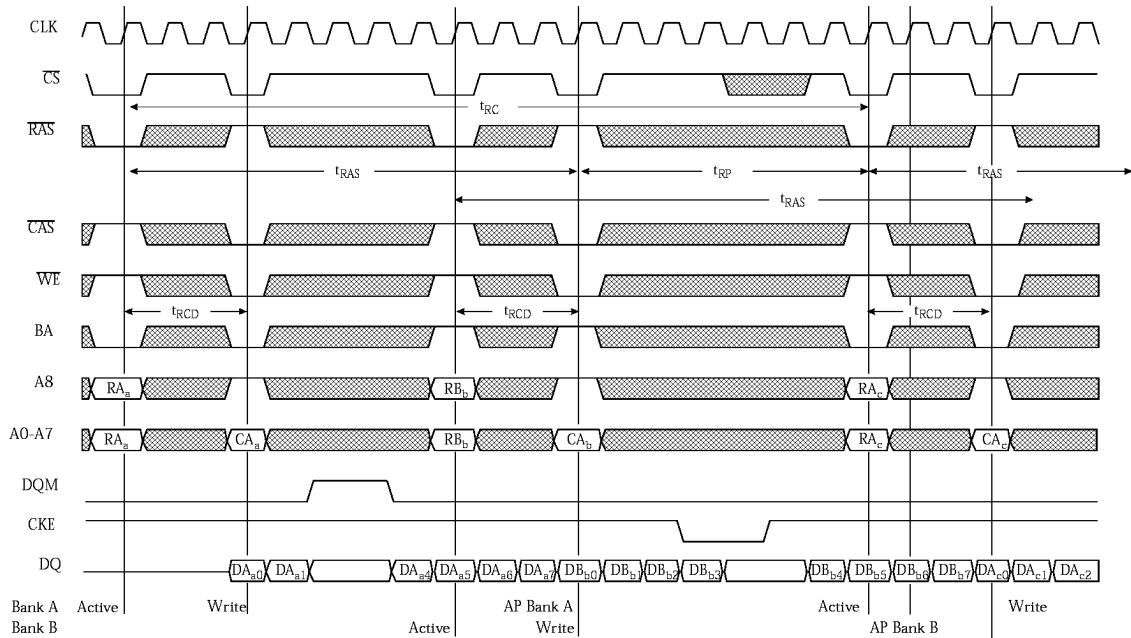 CLK
CS
tRC
RAS
tRAS tRP tRAS
tRAS
CAS
WE
tRCD tRCD tRCD
BA
A8 RAa RBb RAc
A0-A7 RAa CAa RBb CAb RAc CAc
DQM
CKE
DQ DAa0 DAa1 DAa4 DAa5 DAa6 DAa7 DBb0 DBb1 DBb2 DBb3 DBb4 DBb5 DBb6 DBb7 DAc0 DAc1 DAc2
Bank A Active Write AP Bank A Active Write
Bank B Active Write AP Bank B